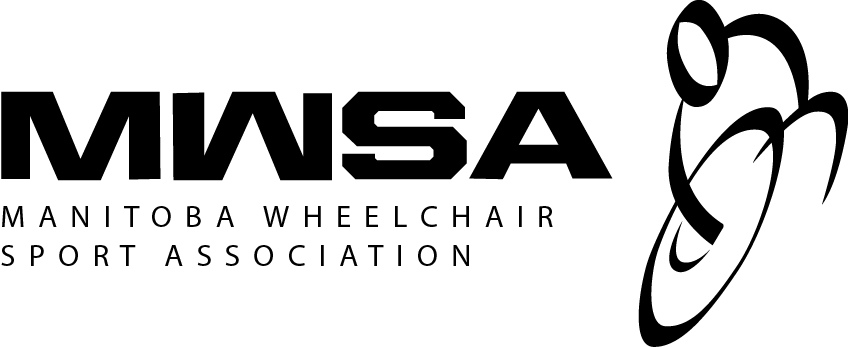 MWSA
MANITOBA WHEELCHAIR
SPORT ASSOCIATION